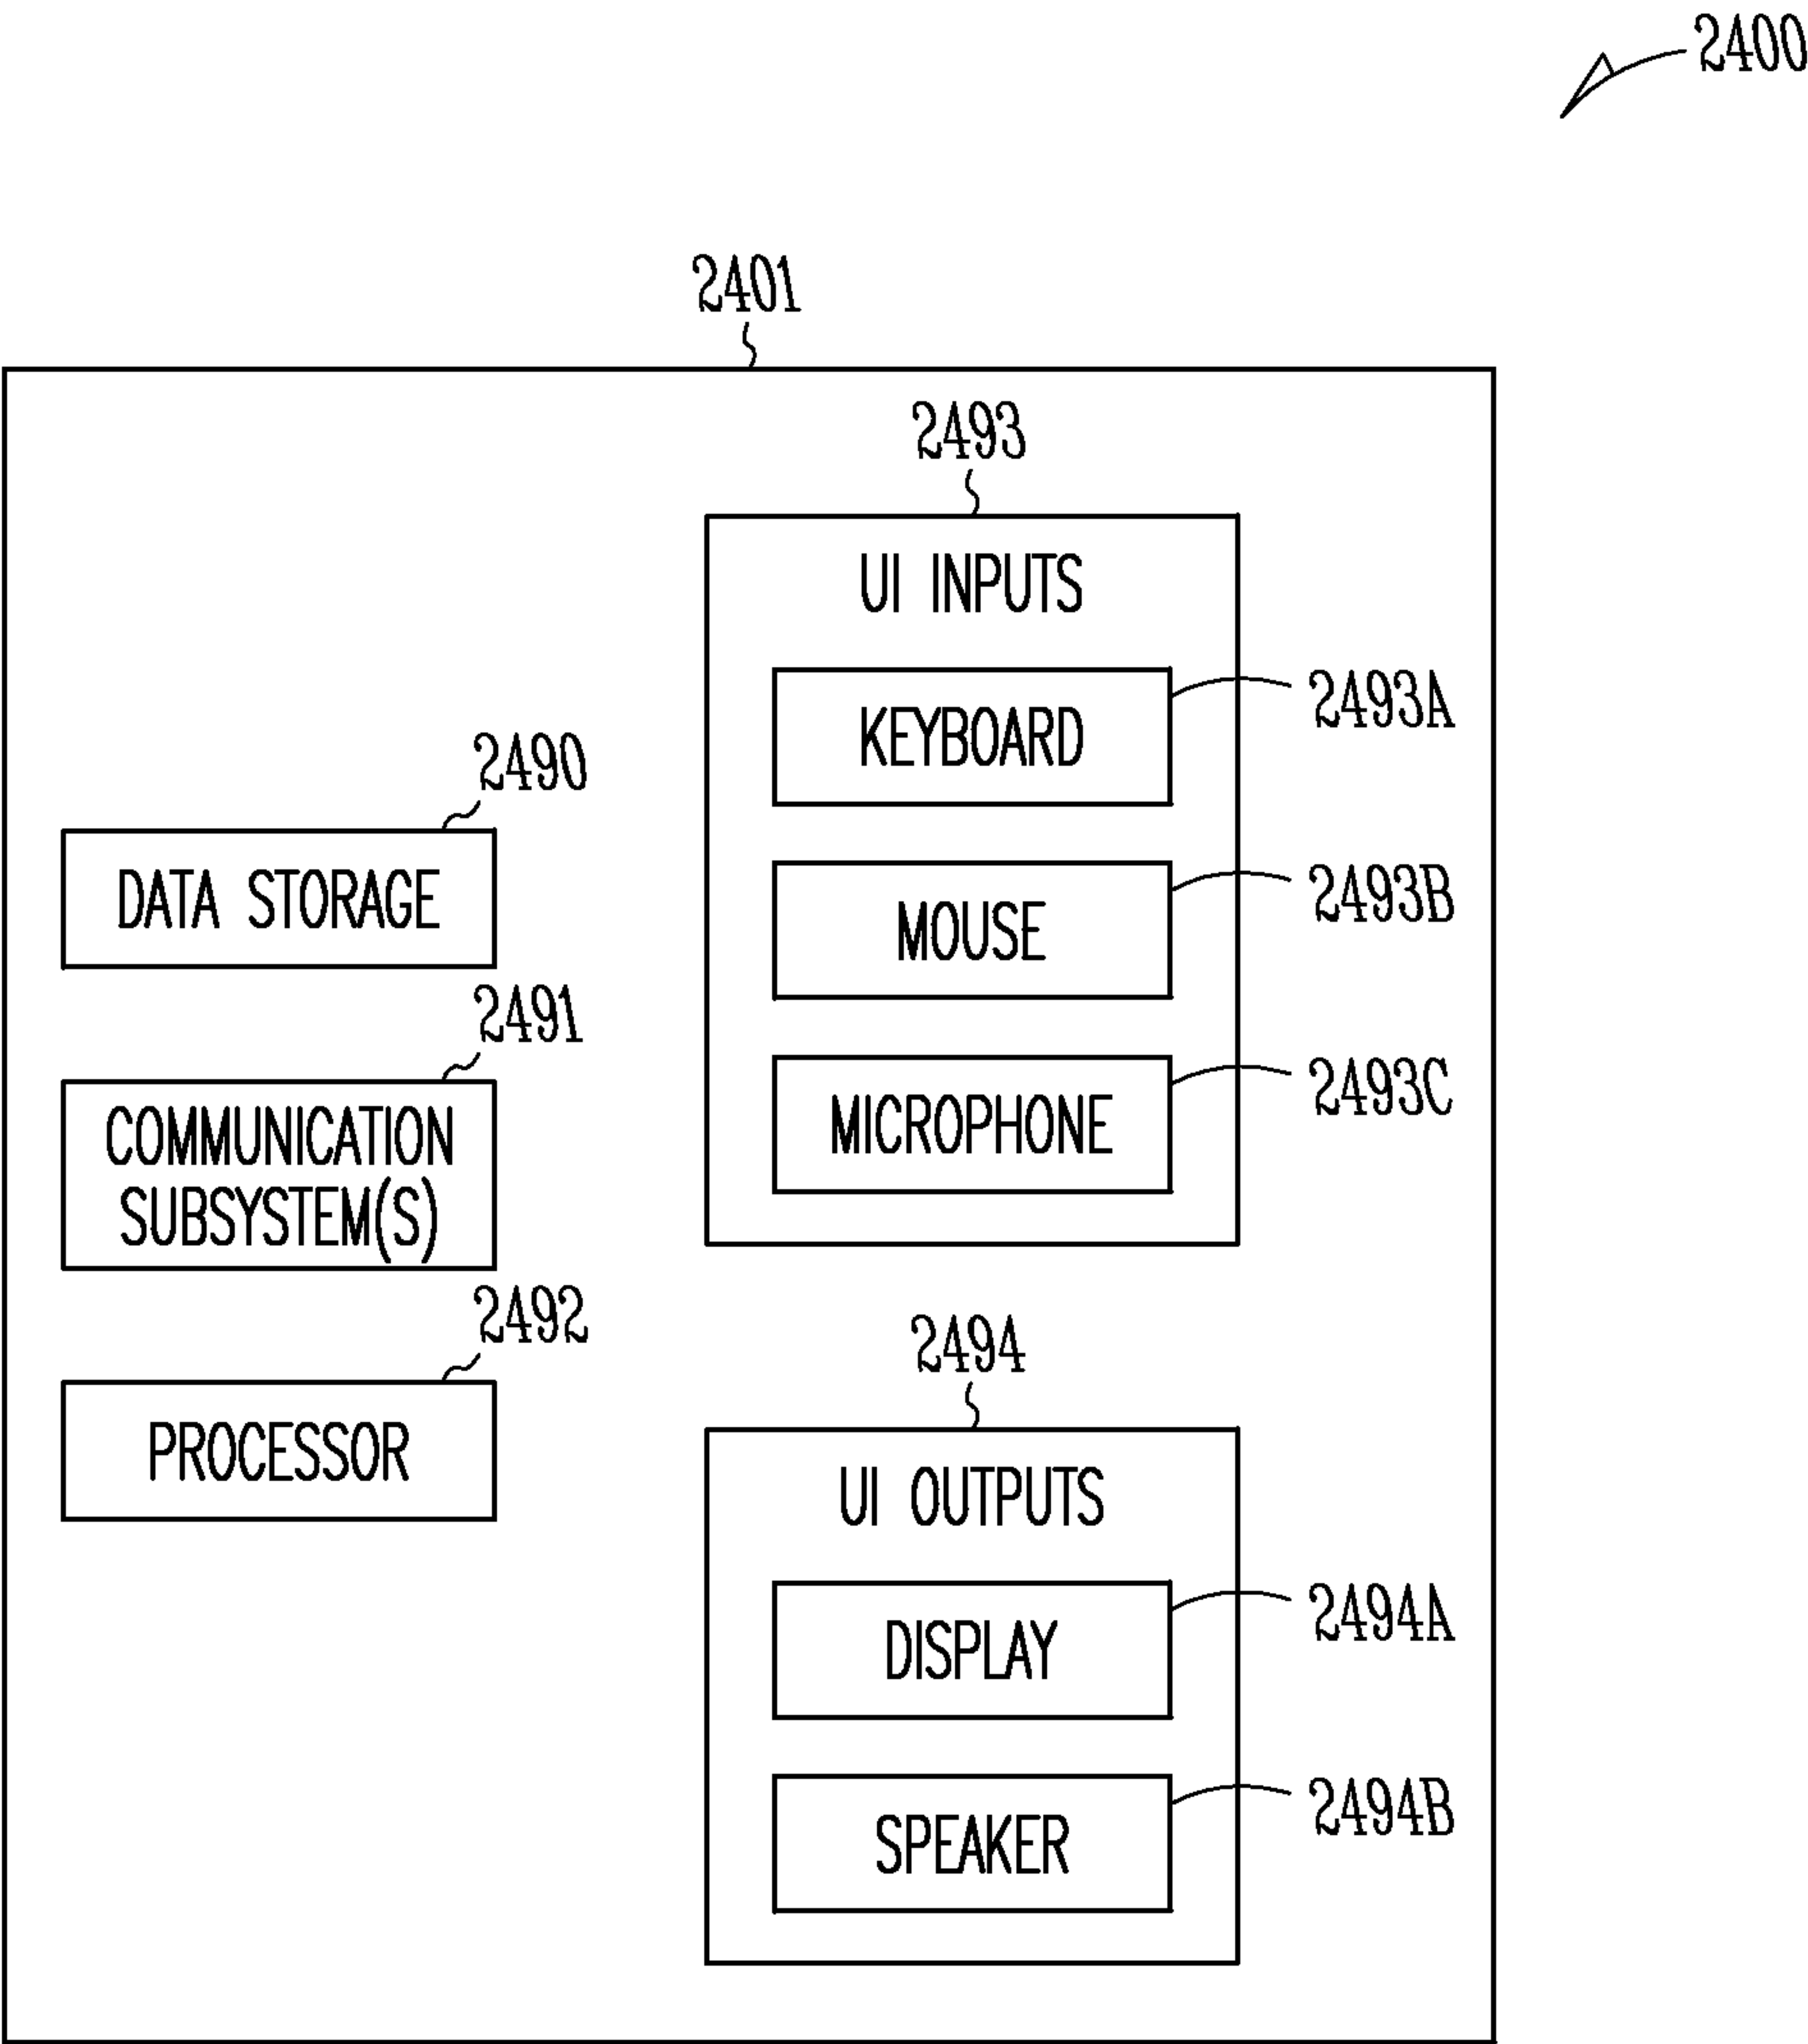 2400
2401
2493
UI INPUTS
KEYBOARD
2493A
MOUSE
2493B
MICROPHONE
2493C
2490
DATA STORAGE
2491
COMMUNICATION
SUBSYSTEM(S)
2492
PROCESSOR
2494
UI OUTPUTS
DISPLAY
2494A
SPEAKER
2494B